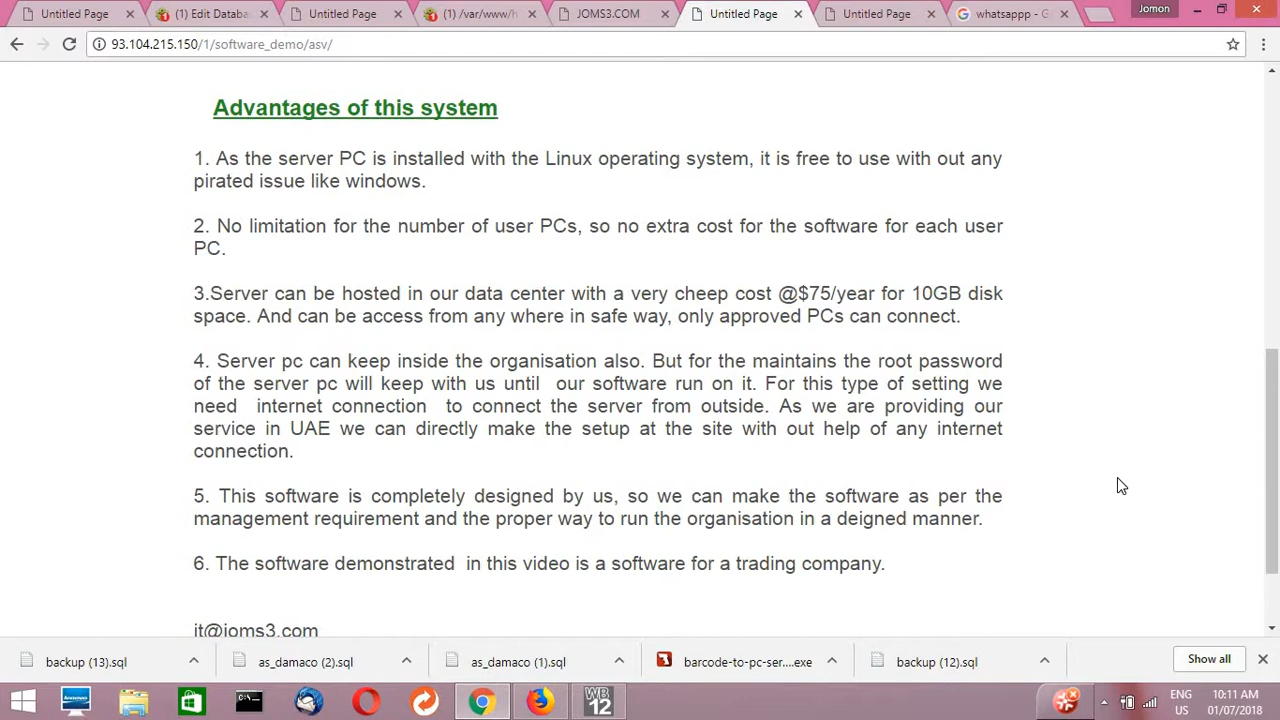 Untitled Page
(1) Edit Databa
Untitled Page
(1) /var/www/h
JOMS3.COM
Untitled Page
Untitled Page
whatsappp - G
Jomon
93.104.215.150/1/software_demo/asv/
Advantages of this system
1. As the server PC is installed with the Linux operating system, it is free to use with out any
pirated issue like windows.
2. No limitation for the number of user PCs, so no extra cost for the software for each user
PC.
3.Server can be hosted in our data center with a very cheep cost @$75/year for 10GB disk
space. And can be access from any where in safe way, only approved PCs can connect.
4. Server pc can keep inside the organisation also. But for the maintains the root password
of the server pc will keep with us until our software run on it. For this type of setting we
need internet connection to connect the server from outside. As we are providing our
service in UAE we can directly make the setup at the site with out help of any internet
connection.
5. This software is completely designed by us, so we can make the software as per the
management requirement and the proper way to run the organisation in a deigned manner.
6. The software demonstrated in this video is a software for a trading company.
it@joms3.com
backup (13).sql
as_damaco (2).sql
as_damaco (1).sql
barcode-to-pc-ser....exe
backup (12).sql
Show all
WB
12
ENG
US
10:11 AM
01/07/2018